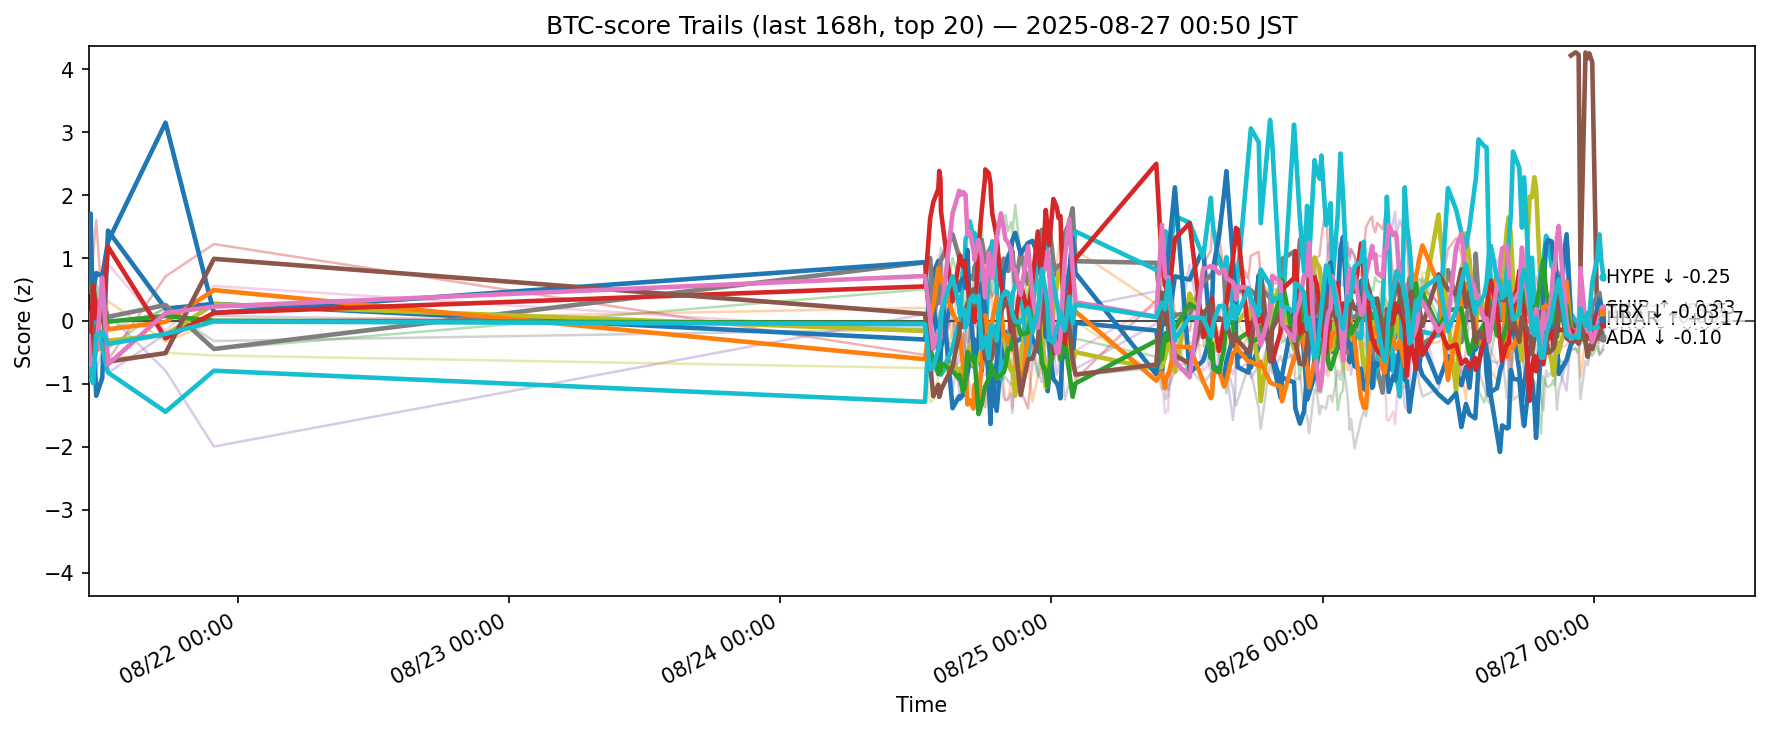 BTC-score Trails (last 168h, top 20) — 2025-08-27 00:50 JST
Score (z)
4
3
2
1
0
−1
−2
−3
−4
HYPE ↓ -0.25
TRX
ADA ↓ -0.10
08/22 00:00
08/23 00:00
08/24 00:00
08/25 00:00
08/26 00:00
08/27 00:00
Time